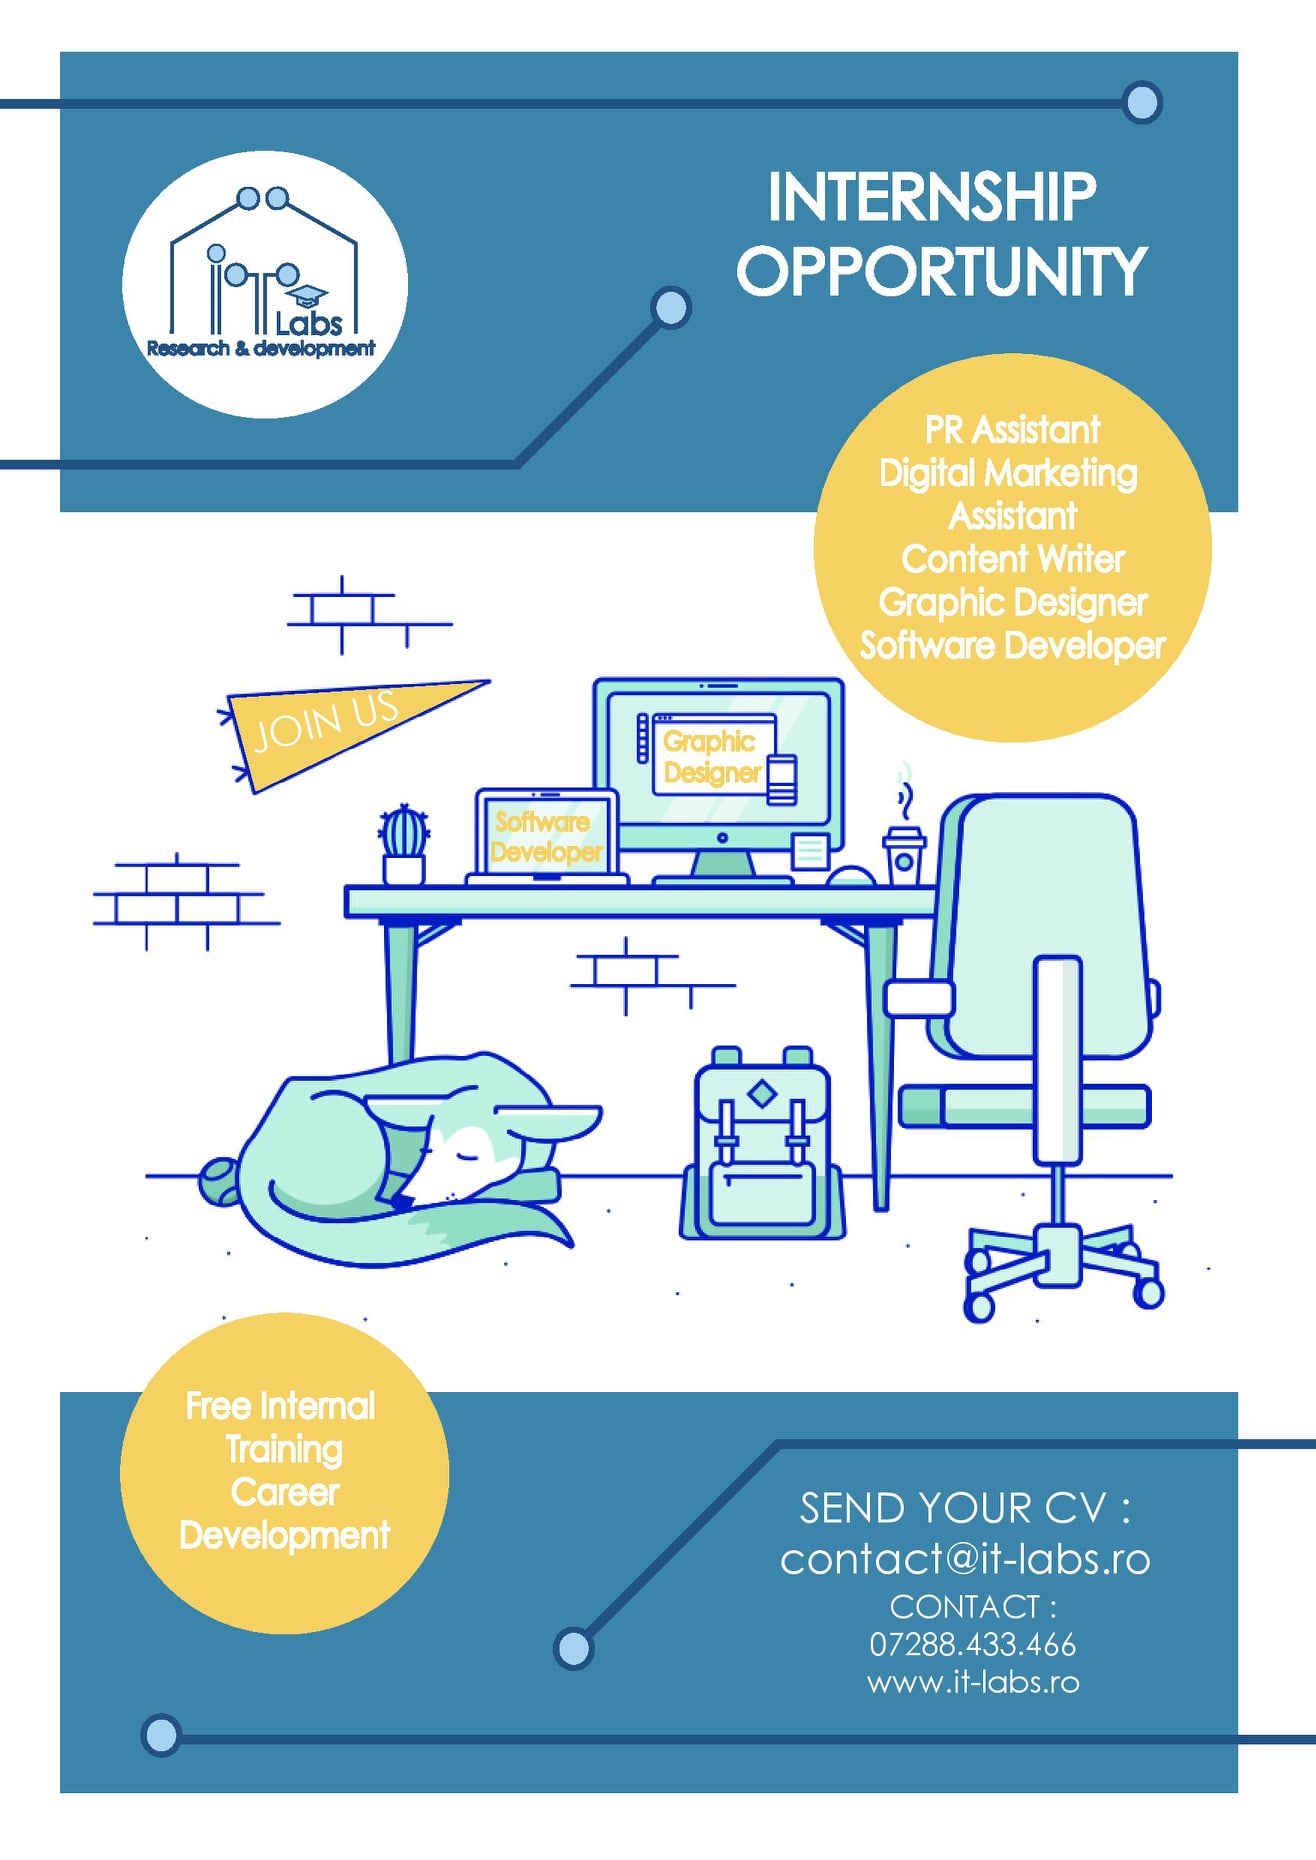 INTERNSHIP
OPPORTUNITY
iT Labs
Research & development
PR Assistant
Digital Marketing
Assistant
Content Writer
Graphic Designer
Software Developer
JOIN US
Graphic
Designer
Software
Developer
Free Internal
Training
Career
Development
SEND YOUR CV :
contact@it-labs.ro
CONTACT :
07288.433.466
www.it-labs.ro